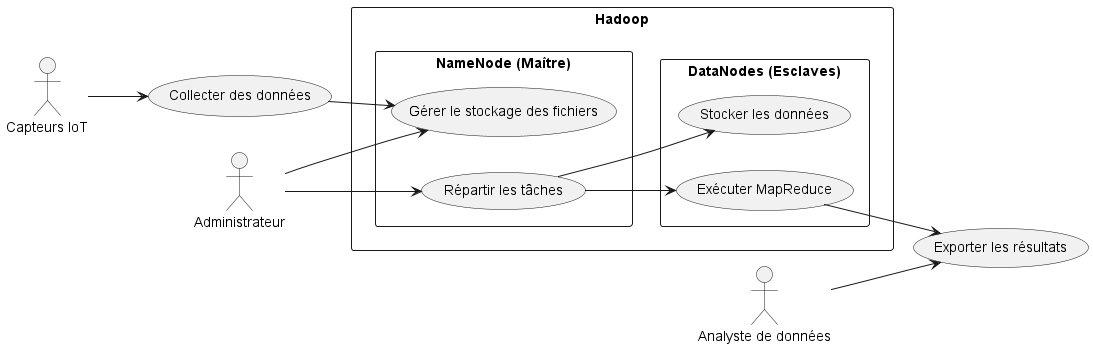 Hadoop
NameNode (Maître)
DataNodes (Esclaves)
Capteurs IoT
Collecter des données
Gérer le stockage des fichiers
Stocker les données
Administrateur
Répartir les tâches
Exécuter MapReduce
Exporter les résultats
Analyste de données